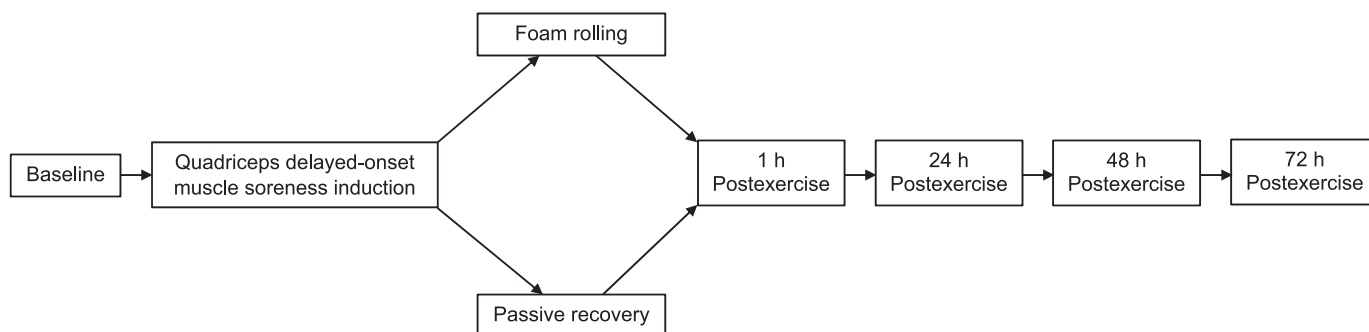 Foam rolling
Baseline
Quadriceps delayed-onset
muscle soreness induction
1 h
Postexercise
24 h
Postexercise
48 h
Postexercise
72 h
Postexercise
Passive recovery